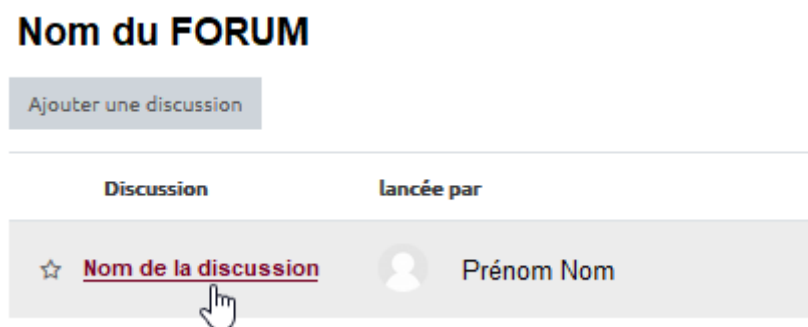 Nom du FORUM
Ajouter une discussion
Discussion lancée par
Nom de la discussion Prénom Nom